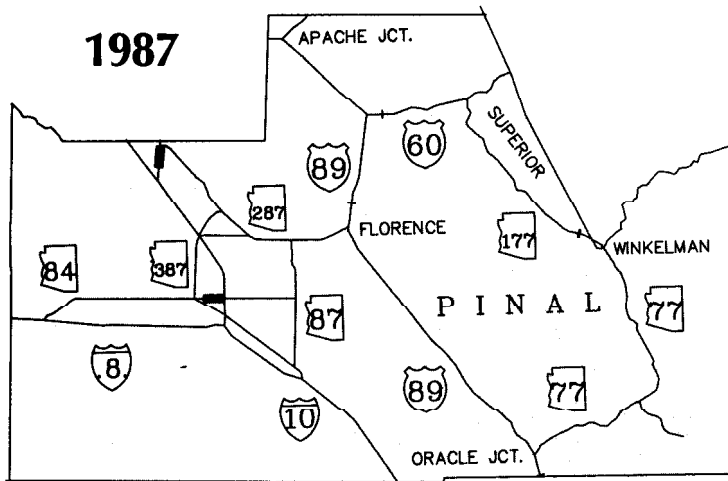 1987
APACHE JCT.
89
60
SUPERIOR
287
FLORENCE
177
84
387
WINKELMAN
PINAL
87
77
8
89
77
10
ORACLE JCT.